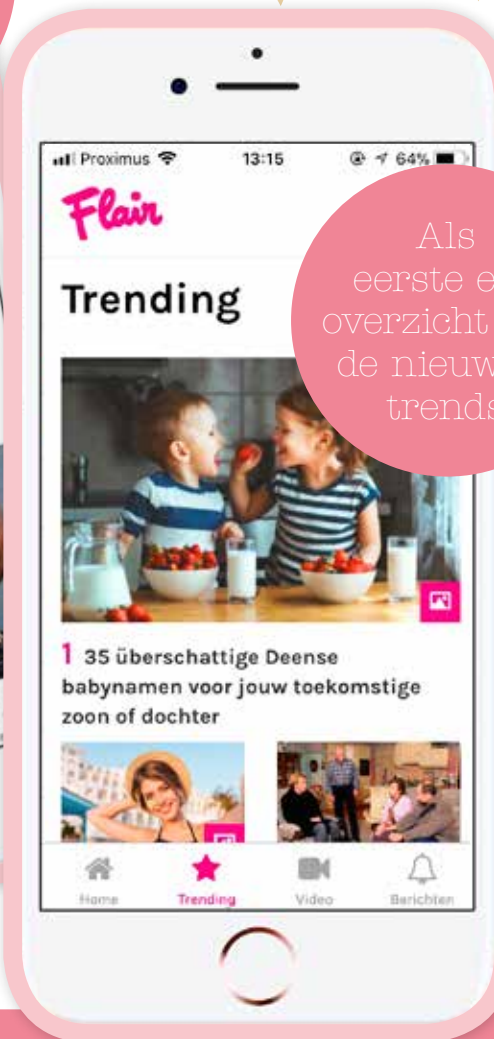 Proximus
13:15
64%
Flair
Trending
Als
eerste e
overzicht
de nieuw
trends
1 35 überschattige Deense
babynamen voor jouw toekomstige
zoon of dochter
Home
Trending
Video
Berichten